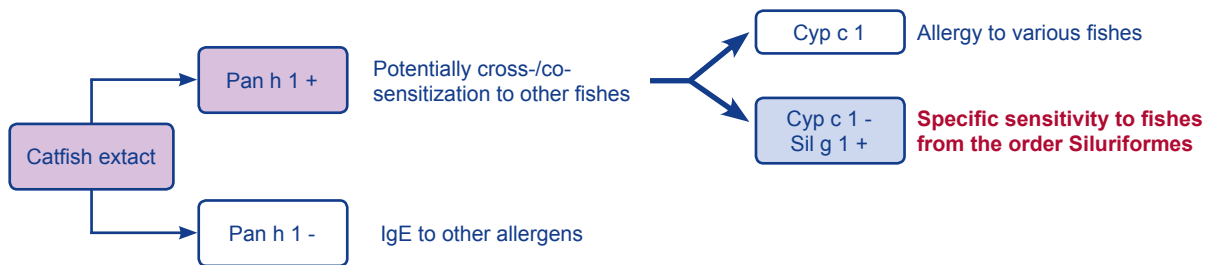 Cyp c 1
Allergy to various fishes
Pan h 1 +
Potentially cross-/co-
sensitization to other fishes
Cyp c 1 -
Sil g 1 +
Specific sensitivity to fishes
from the order Siluriformes
Catfish extact
Pan h 1 -
IgE to other allergens